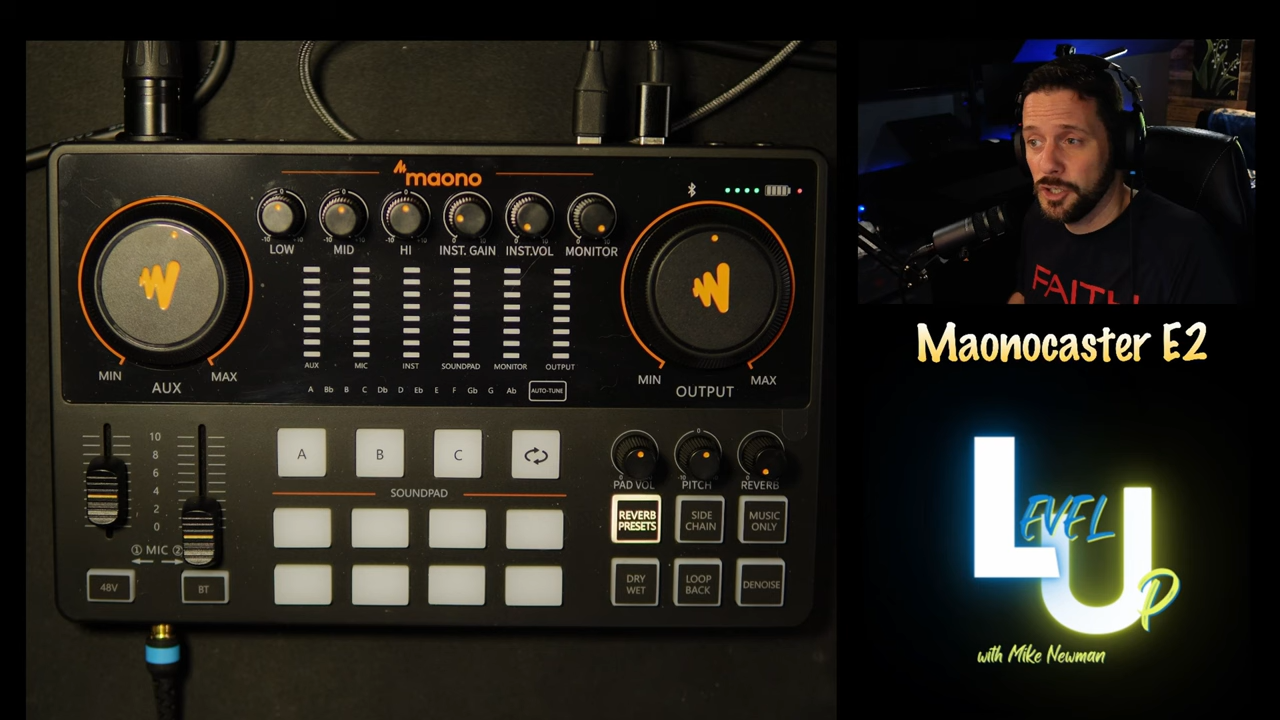 maono
LOW MID HI INST. GAIN INST.VOL MONITOR
AUX MIC INST SOUNDPAD MONITOR OUTPUT
MIN MAX
AUX
MIN MAX
OUTPUT
A Bb B C Db D Eb E F Gb G Ab AUTO-TUNE
10
8
6
4
2
0
① MIC ②
48V BT
A B C
SOUNDPAD
PAD VOL PITCH REVERB
REVERB PRESETS
SIDE CHAIN
MUSIC ONLY
DRY WET
LOOP BACK
DENOISE
FAITH
Maonocaster E2
LEVEL
UP
with Mike Newman